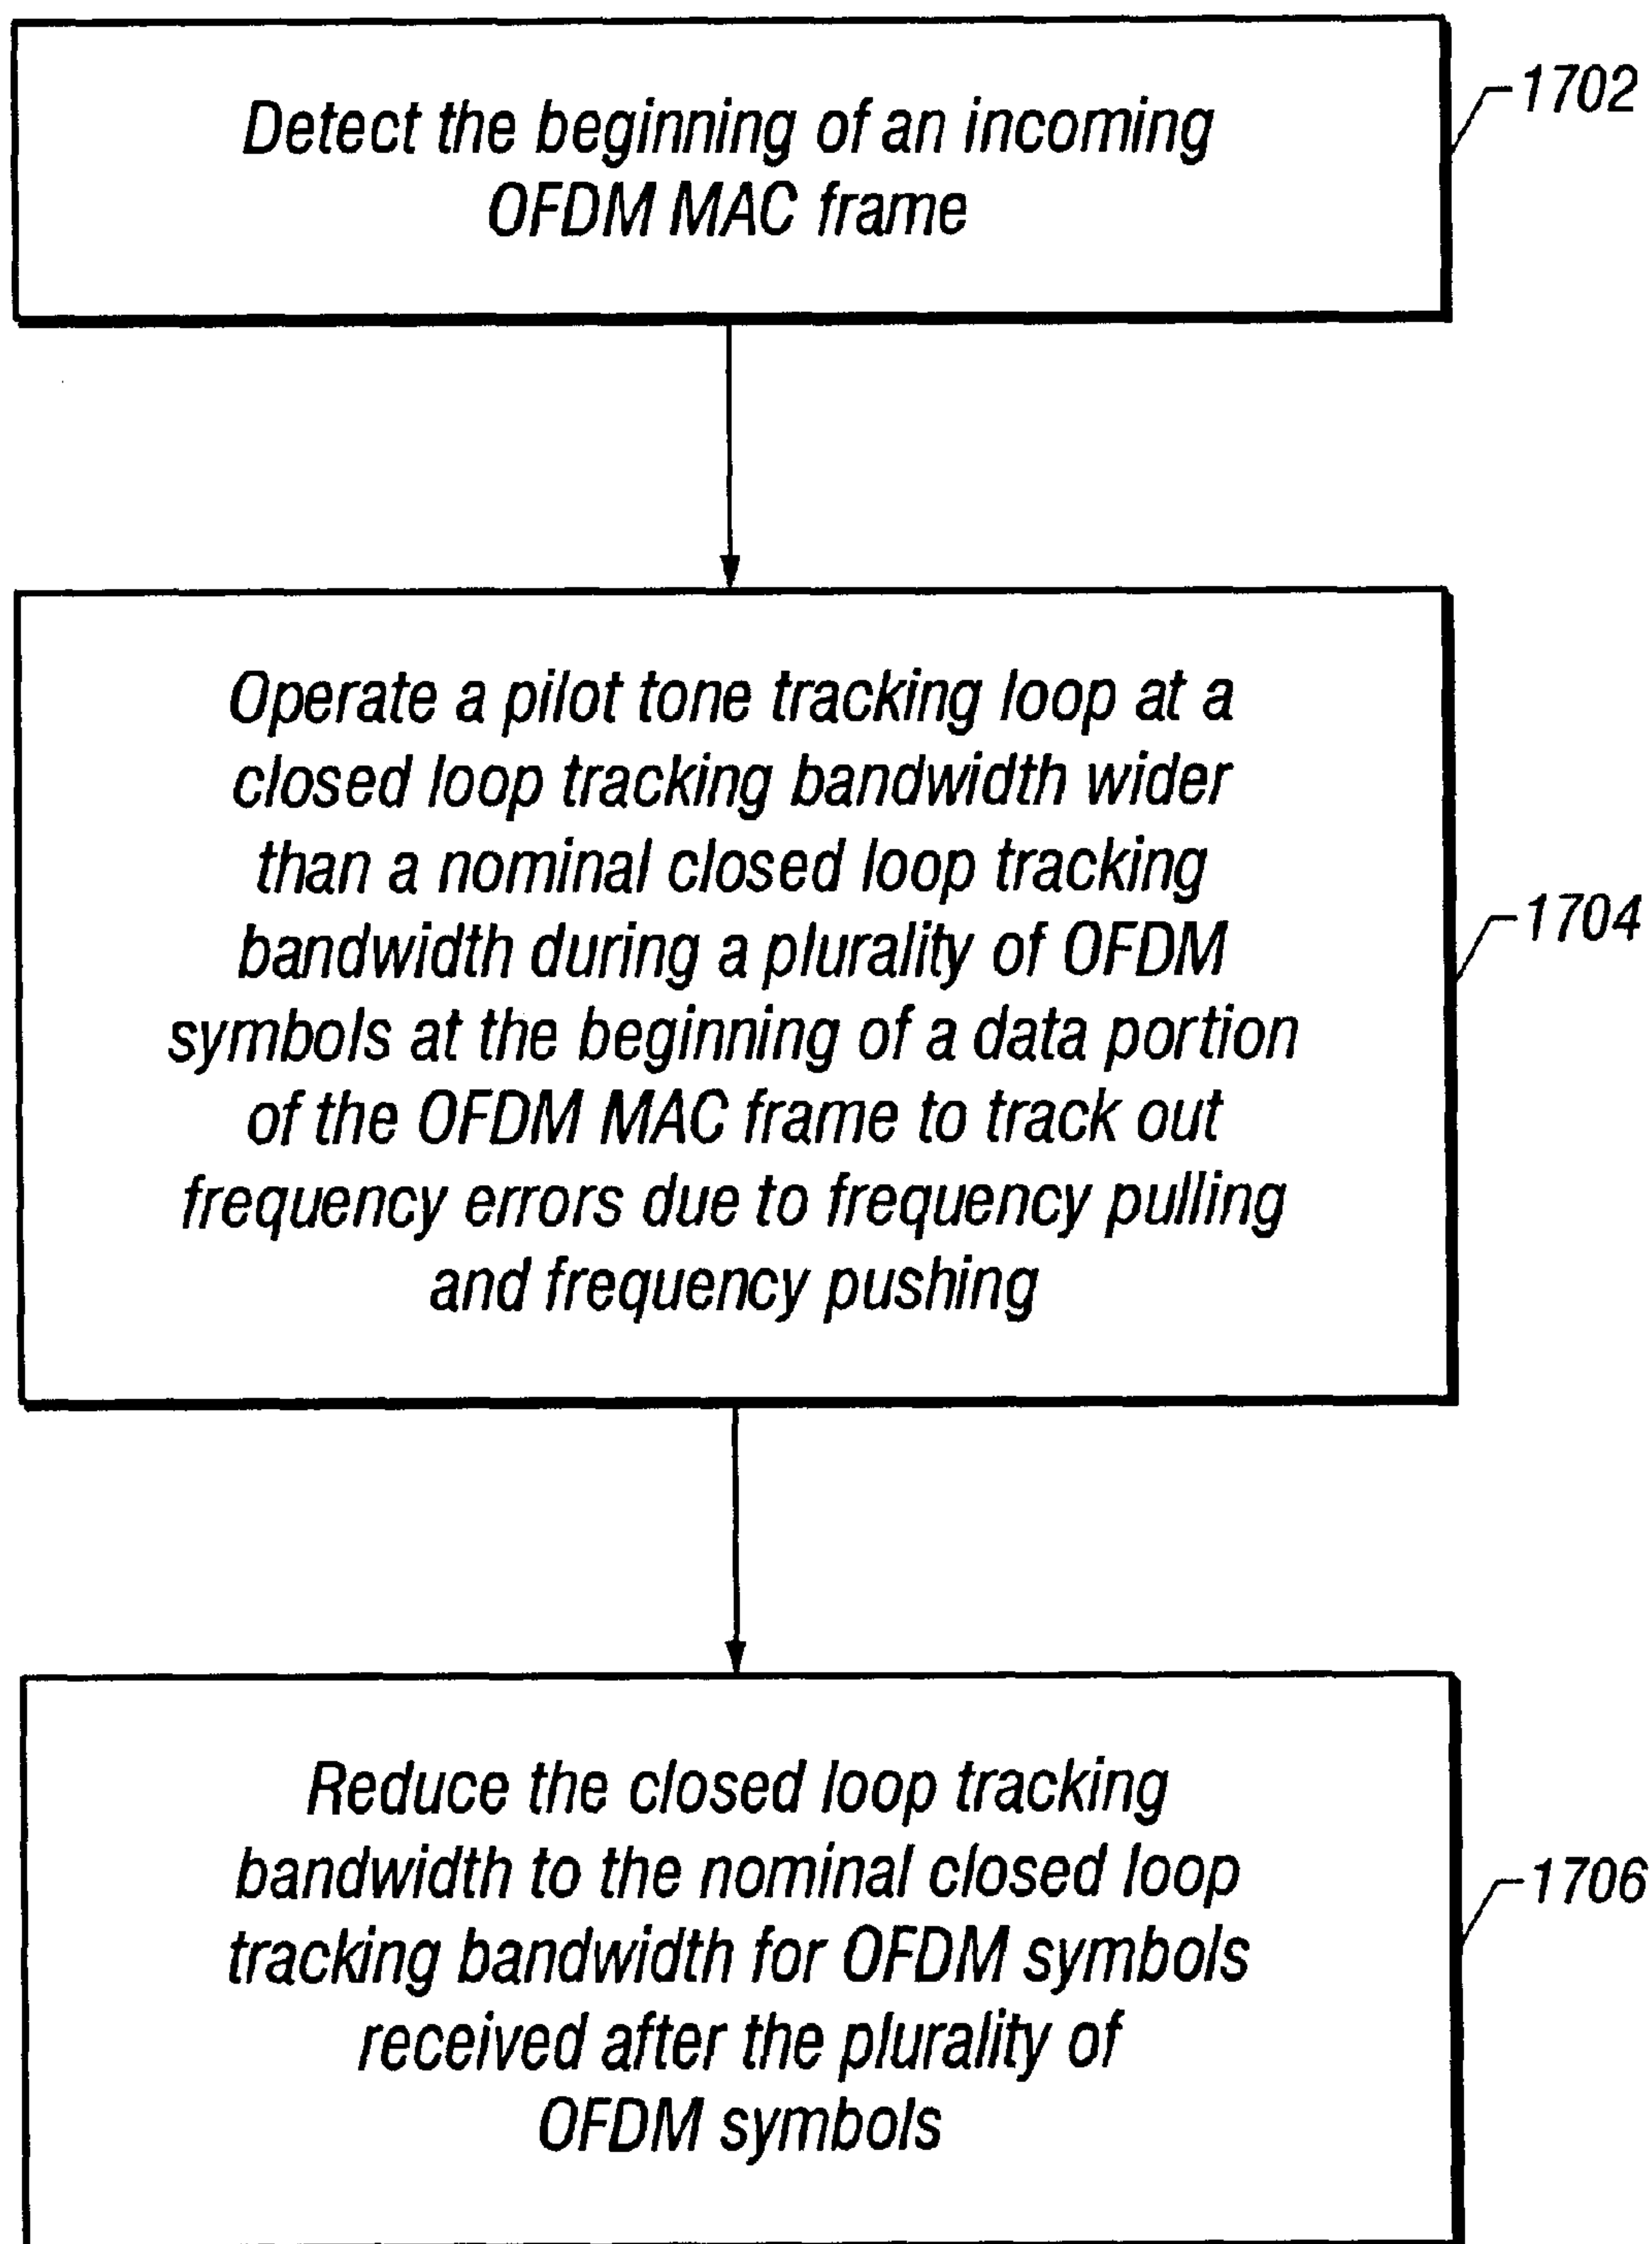 Detect the beginning of an incoming
OFDM MAC frame
1702
Operate a pilot tone tracking loop at a
closed loop tracking bandwidth wider
than a nominal closed loop tracking
bandwidth during a plurality of OFDM
symbols at the beginning of a data portion
of the OFDM MAC frame to track out
frequency errors due to frequency pulling
and frequency pushing
1704
Reduce the closed loop tracking
bandwidth to the nominal closed loop
tracking bandwidth for OFDM symbols
received after the plurality of
OFDM symbols
1706